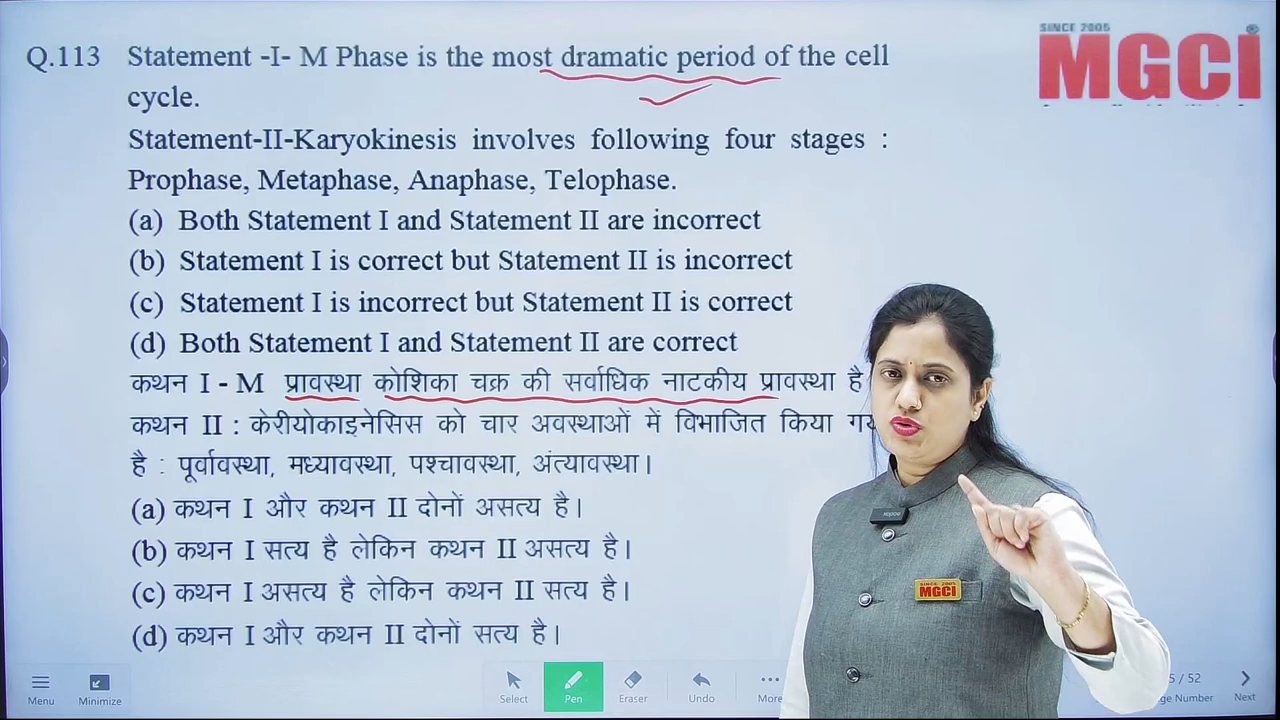 SINCE 2005
MGCI
Q.113 Statement -I- M Phase is the most dramatic period of the cell
cycle.
Statement-II-Karyokinesis involves following four stages :
Prophase, Metaphase, Anaphase, Telophase.
(a) Both Statement I and Statement II are incorrect
(b) Statement I is correct but Statement II is incorrect
(c) Statement I is incorrect but Statement II is correct
(d) Both Statement I and Statement II are correct
कथन I - M प्रावस्था कोशिका चक्र की सर्वाधिक नाटकीय प्रावस्था है
कथन II : केरीयोकाइनेसिस को चार अवस्थाओं में विभाजित किया
है : पूर्वावस्था, मध्यावस्था, पश्चावस्था, अंत्यावस्था।
(a) कथन I और कथन II दोनों असत्य है।
(b) कथन I सत्य है लेकिन कथन II असत्य है।
(c) कथन I असत्य है लेकिन कथन II सत्य है।
(d) कथन I और कथन II दोनों सत्य है।
SINCE 2005
MGCI
Menu Minimize Select Pen Eraser Undo More 5 / 52 ge Number Next